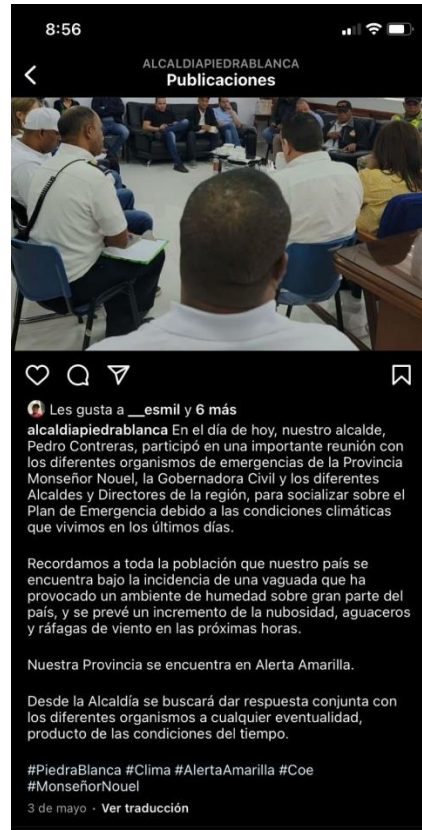 8:56
ALCALDIAPIEDRABLANCA
Publicaciones
Les gusta a __esmil y 6 más
alcaldiapiedrablanca En el día de hoy, nuestro alcalde,
Pedro Contreras, participó en una importante reunión con
los diferentes organismos de emergencias de la Provincia
Monseñor Nouel, la Gobernadora Civil y los diferentes
Alcaldes y Directores de la región, para socializar sobre el
Plan de Emergencia debido a las condiciones climáticas
que vivimos en los últimos días.
Recordamos a toda la población que nuestro país se
encuentra bajo la incidencia de una vaguada que ha
provocado un ambiente de humedad sobre gran parte del
país, y se prevé un incremento de la nubosidad, aguaceros
y ráfagas de viento en las próximas horas.
Nuestra Provincia se encuentra en Alerta Amarilla.
Desde la Alcaldía se buscará dar respuesta conjunta con
los diferentes organismos a cualquier eventualidad,
producto de las condiciones del tiempo.
#PiedraBlanca #Clima #AlertaAmarilla #Coe
#MonseñorNouel
3 de mayo · Ver traducción